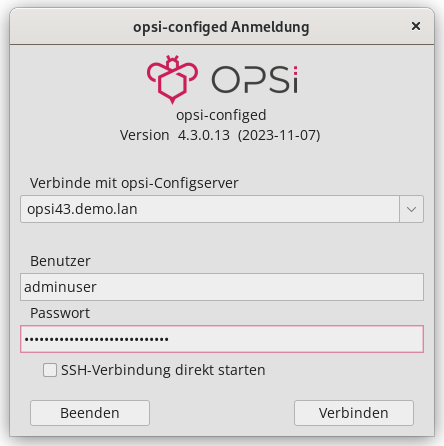 opsi-configed Anmeldung
OPSi
opsi-configed
Version 4.3.0.13 (2023-11-07)
Verbinde mit opsi-Configserver
opsi43.demo.lan
Benutzer
adminuser
Passwort
•••••••••••••••••••••••••••••
SSH-Verbindung direkt starten
Beenden
Verbinden